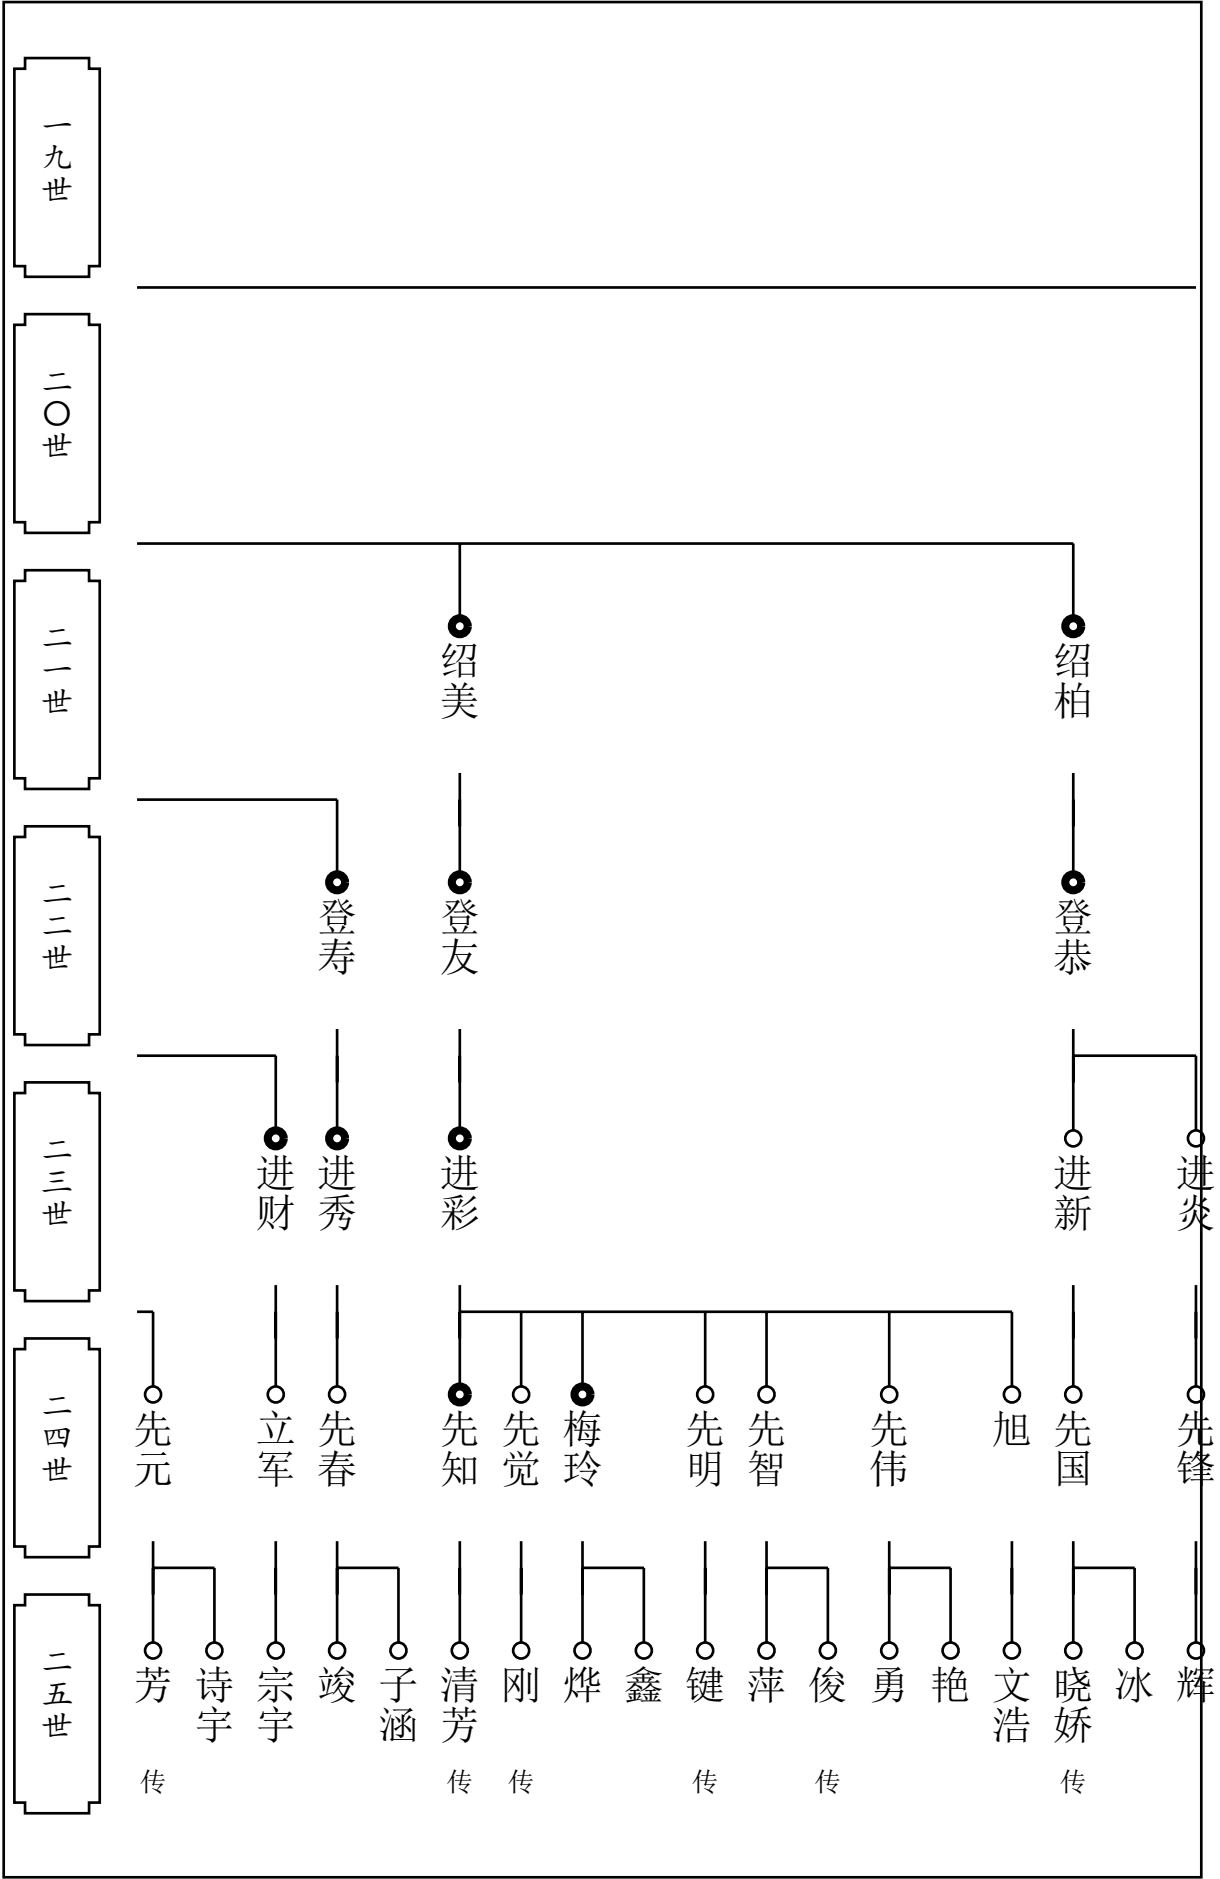 一九世
二〇世
二一世
绍美
绍柏
二二世
登寿
登友
登恭
二三世
进财
进秀
进彩
进新
进炎
二四世
先元
立军
先春
先知
先觉
梅玲
先明
先智
先伟
旭
先国
先锋
二五世
芳
诗宇
宗宇
竣
子涵
清芳
刚
烨
鑫
键
萍
俊
勇
艳
文浩
晓娇
冰
辉
传
传
传
传
传
传